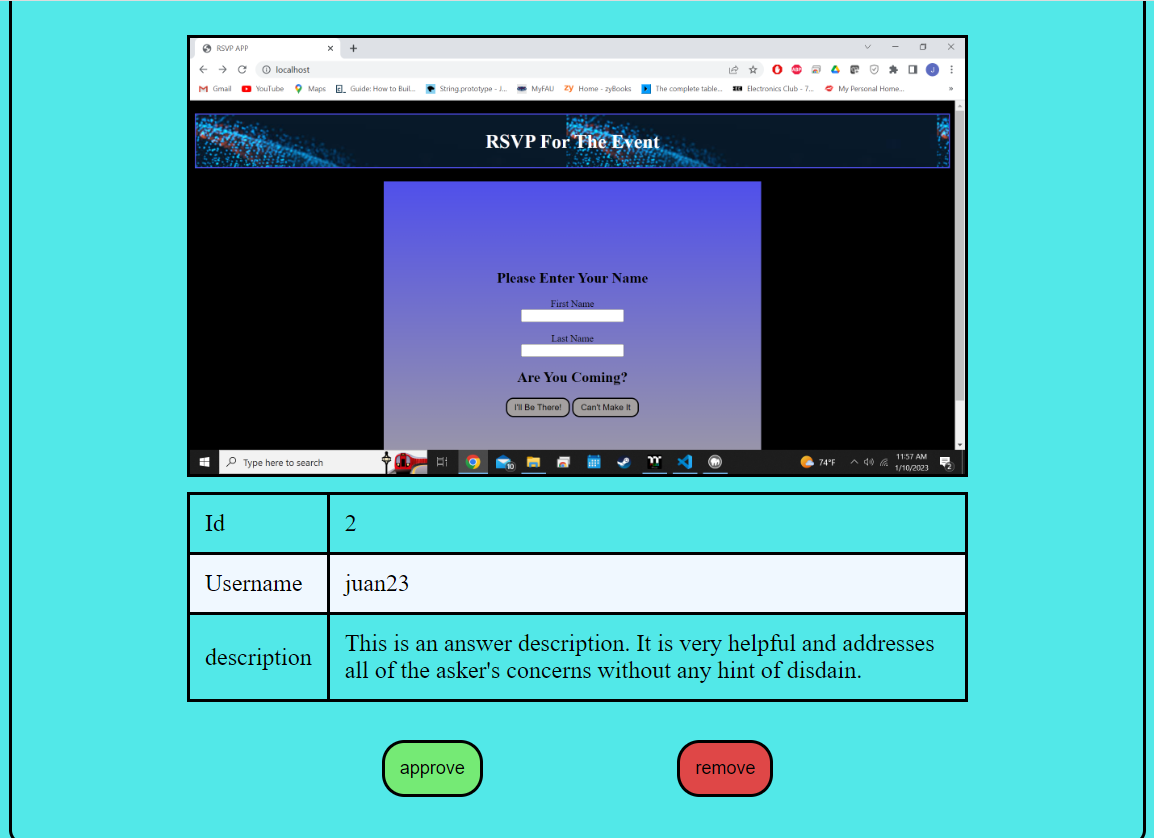 RSVP APP
localhost
Gmail YouTube Maps Guide: How to Buil... String.prototype - J... MyFAU Home - zyBooks The complete table... Electronics Club - 7... My Personal Home... »
RSVP For The Event
Please Enter Your Name
First Name
Last Name
Are You Coming?
I'll Be There! Can't Make It
Type here to search 10 74°F 11:57 AM
1/10/2023 2
Id 2
Username juan23
description This is an answer description. It is very helpful and addresses
all of the asker's concerns without any hint of disdain.
approve remove